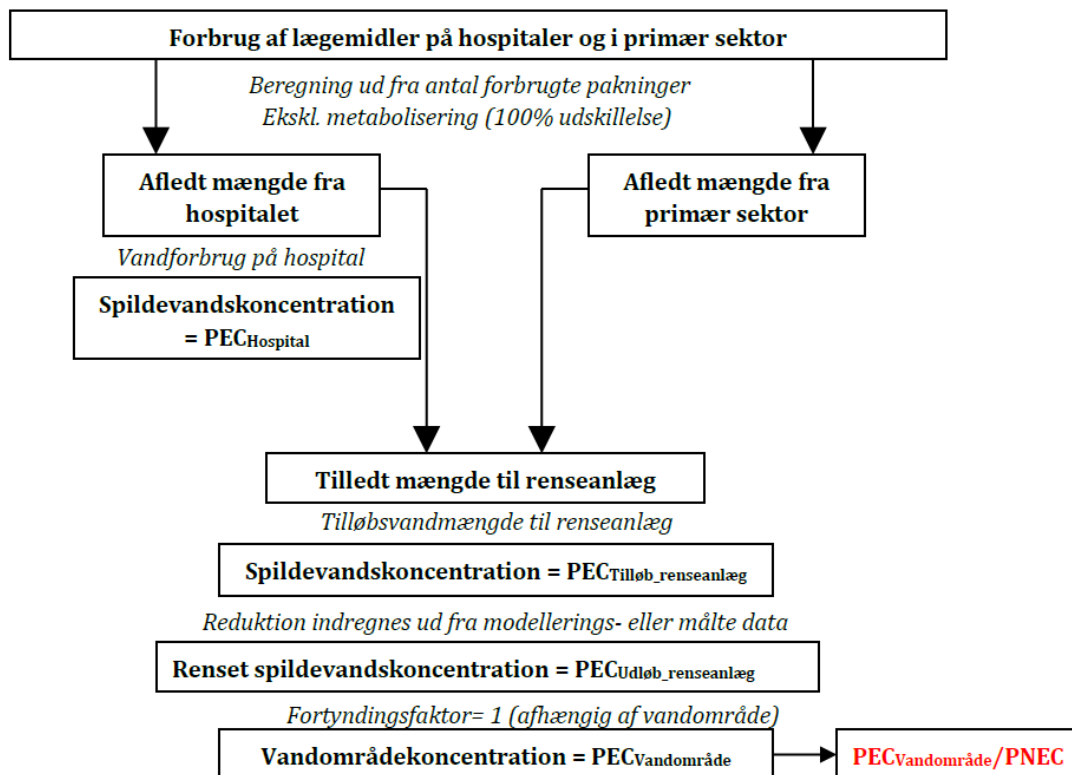 Forbrug af lægemidler på hospitaler og i primær sektor
Beregning ud fra antal forbrugte pakninger
Ekskl. metabolisering (100% udskillelse)
Afledt mængde fra
hospitalet
Afledt mængde fra
primær sektor
Vandforbrug på hospital
Spildevandskoncentration
= PECHospital
Tilledt mængde til renseanlæg
Tilløbsvandmængde til renseanlæg
Spildevandskoncentration = PECTilløb_renseanlæg
Reduktion indregnes ud fra modellerings- eller målte data
Renset spildevandskoncentration = PECUdløb_renseanlæg
Fortyndingsfaktor= 1 (afhængig af vandområde)
Vandområdekoncentration = PECVandområde
PECVandområde/PNEC